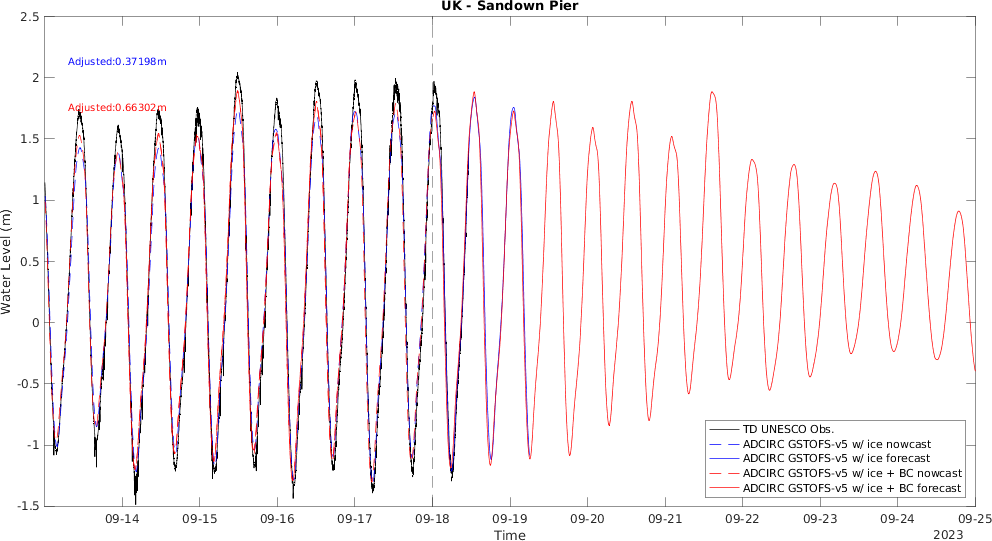 UK - Sandown Pier
2.5
2
1.5
1
0.5
0
-0.5
-1
-1.5
Water Level (m)
Adjusted:0.37198m
Adjusted:0.66302m
TD UNESCO Obs.
ADCIRC GSTOFS-v5 w/ ice nowcast
ADCIRC GSTOFS-v5 w/ ice forecast
ADCIRC GSTOFS-v5 w/ ice + BC nowcast
ADCIRC GSTOFS-v5 w/ ice + BC forecast
09-14 09-15 09-16 09-17 09-18 09-19 09-20 09-21 09-22 09-23 09-24 09-25
Time
2023